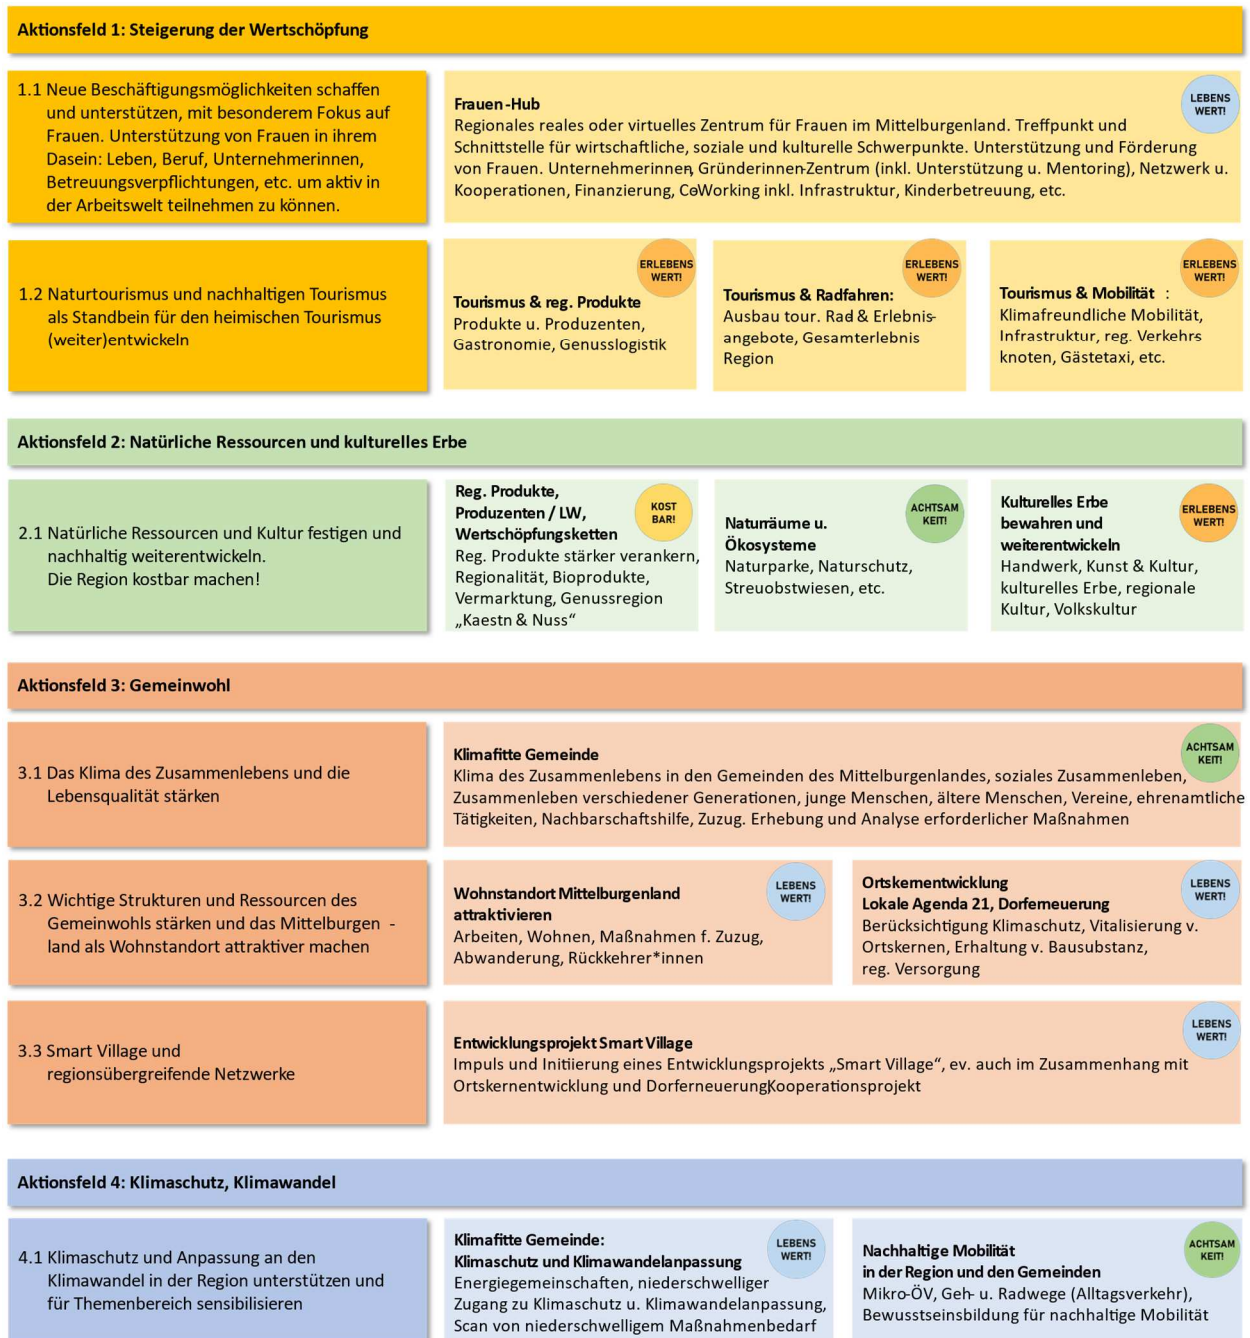 Aktionsfeld 1: Steigerung der Wertschöpfung
1.1 Neue Beschäftigungsmöglichkeiten schaffen
und unterstützen, mit besonderem Fokus auf
Frauen. Unterstützung von Frauen in ihrem
Dasein: Leben, Beruf, Unternehmerinnen,
Betreuungsverpflichtungen, etc. um aktiv in
der Arbeitswelt teilnehmen zu können.
LEBENS
WERT!
Frauen-Hub
Regionales reales oder virtuelles Zentrum für Frauen im Mittelburgenland. Treffpunkt und
Schnittstelle für wirtschaftliche, soziale und kulturelle Schwerpunkte. Unterstützung und Förderung
von Frauen. Unternehmerinnen, Gründerinnen-Zentrum (inkl. Unterstützung u. Mentoring), Netzwerk u.
Kooperationen, Finanzierung, Co-Working inkl. Infrastruktur, Kinderbetreuung, etc.
1.2 Naturtourismus und nachhaltigen Tourismus
als Standbein für den heimischen Tourismus
(weiter)entwickeln
ERLEBENS
WERT!
Tourismus & reg. Produkte
Produkte u. Produzenten,
Gastronomie, Genusslogistik
ERLEBENS
WERT!
Tourismus & Radfahren:
Ausbau tour. Rad & Erlebnis-
angebote, Gesamterlebnis
Region
ERLEBENS
WERT!
Tourismus & Mobilität :
Klimafreundliche Mobilität,
Infrastruktur, reg. Verkehrs-
knoten, Gästetaxi, etc.
Aktionsfeld 2: Natürliche Ressourcen und kulturelles Erbe
2.1 Natürliche Ressourcen und Kultur festigen und
nachhaltig weiterentwickeln.
Die Region kostbar machen!
KOST
BAR!
Reg. Produkte,
Produzenten / LW,
Wertschöpfungsketten
Reg. Produkte stärker verankern,
Regionalität, Bioprodukte,
Vermarktung, Genussregion
„Kaestn & Nuss“
ACHTSAM
KEIT!
Naturräume u.
Ökosysteme
Naturparke, Naturschutz,
Streuobstwiesen, etc.
ERLEBENS
WERT!
Kulturelles Erbe
bewahren und
weiterentwickeln
Handwerk, Kunst & Kultur,
kulturelles Erbe, regionale
Kultur, Volkskultur
Aktionsfeld 3: Gemeinwohl
3.1 Das Klima des Zusammenlebens und die
Lebensqualität stärken
ACHTSAM
KEIT!
Klimafitte Gemeinde
Klima des Zusammenlebens in den Gemeinden des Mittelburgenlandes, soziales Zusammenleben,
Zusammenleben verschiedener Generationen, junge Menschen, ältere Menschen, Vereine, ehrenamtliche
Tätigkeiten, Nachbarschaftshilfe, Zuzug. Erhebung und Analyse erforderlicher Maßnahmen
3.2 Wichtige Strukturen und Ressourcen des
Gemeinwohls stärken und das Mittelburgen -
land als Wohnstandort attraktiver machen
LEBENS
WERT!
Wohnstandort Mittelburgenland
attraktivieren
Arbeiten, Wohnen, Maßnahmen f. Zuzug,
Abwanderung, Rückkehrer*innen
LEBENS
WERT!
Ortskernentwicklung
Lokale Agenda 21, Dorferneuerung
Berücksichtigung Klimaschutz, Vitalisierung v.
Ortskernen, Erhaltung v. Bausubstanz,
reg. Versorgung
3.3 Smart Village und
regionsübergreifende Netzwerke
LEBENS
WERT!
Entwicklungsprojekt Smart Village
Impuls und Initiierung eines Entwicklungsprojekts „Smart Village“, ev. auch im Zusammenhang mit
Ortskernentwicklung und Dorferneuerung, Kooperationsprojekt
Aktionsfeld 4: Klimaschutz, Klimawandel
4.1 Klimaschutz und Anpassung an den
Klimawandel in der Region unterstützen und
für Themenbereich sensibilisieren
LEBENS
WERT!
Klimafitte Gemeinde:
Klimaschutz und Klimawandelanpassung
Energiegemeinschaften, niederschwelliger
Zugang zu Klimaschutz u. Klimawandelanpassung,
Scan von niederschwelligem Maßnahmenbedarf
ACHTSAM
KEIT!
Nachhaltige Mobilität
in der Region und den Gemeinden
Mikro-ÖV, Geh- u. Radwege (Alltagsverkehr),
Bewusstseinsbildung für nachhaltige Mobilität